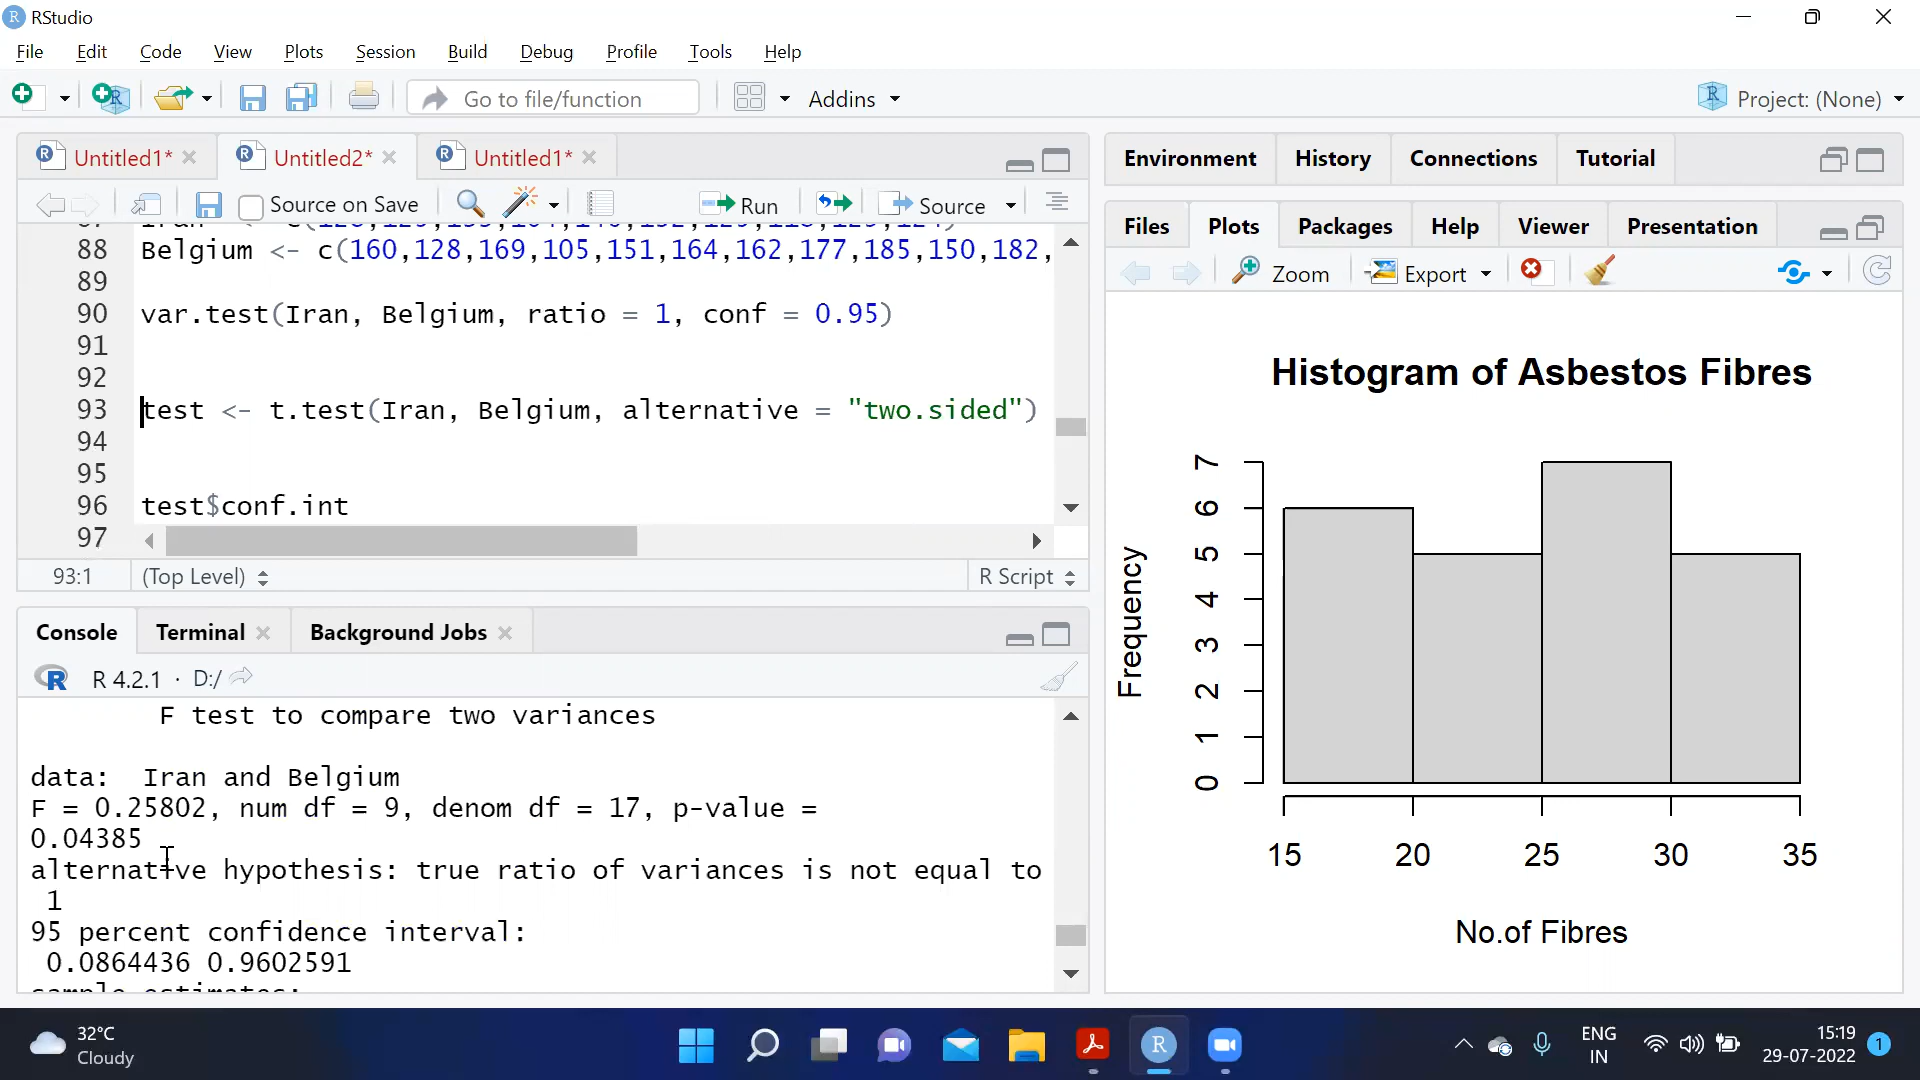 RStudio
File Edit Code View Plots Session Build Debug Profile Tools Help
Go to file/function Addins Project: (None)
Untitled1* Untitled2* Untitled1*
Source on Save Run Source
88 Belgium <- c(160,128,169,105,151,164,162,177,185,150,182,
89
90 var.test(Iran, Belgium, ratio = 1, conf = 0.95)
91
92
93 test <- t.test(Iran, Belgium, alternative = "two.sided")
94
95
96 test$conf.int
97
93:1 (Top Level) R Script
Console Terminal Background Jobs
R 4.2.1 · D:/
F test to compare two variances
data: Iran and Belgium
F = 0.25802, num df = 9, denom df = 17, p-value =
0.04385
alternative hypothesis: true ratio of variances is not equal to
1
95 percent confidence interval:
0.0864436 0.9602591
sample estimates:
Environment History Connections Tutorial
Files Plots Packages Help Viewer Presentation
Zoom Export
Histogram of Asbestos Fibres
Frequency
0 1 2 3 4 5 6 7
15 20 25 30 35
No.of Fibres
32°C
Cloudy
ENG
IN
15:19
29-07-2022
1